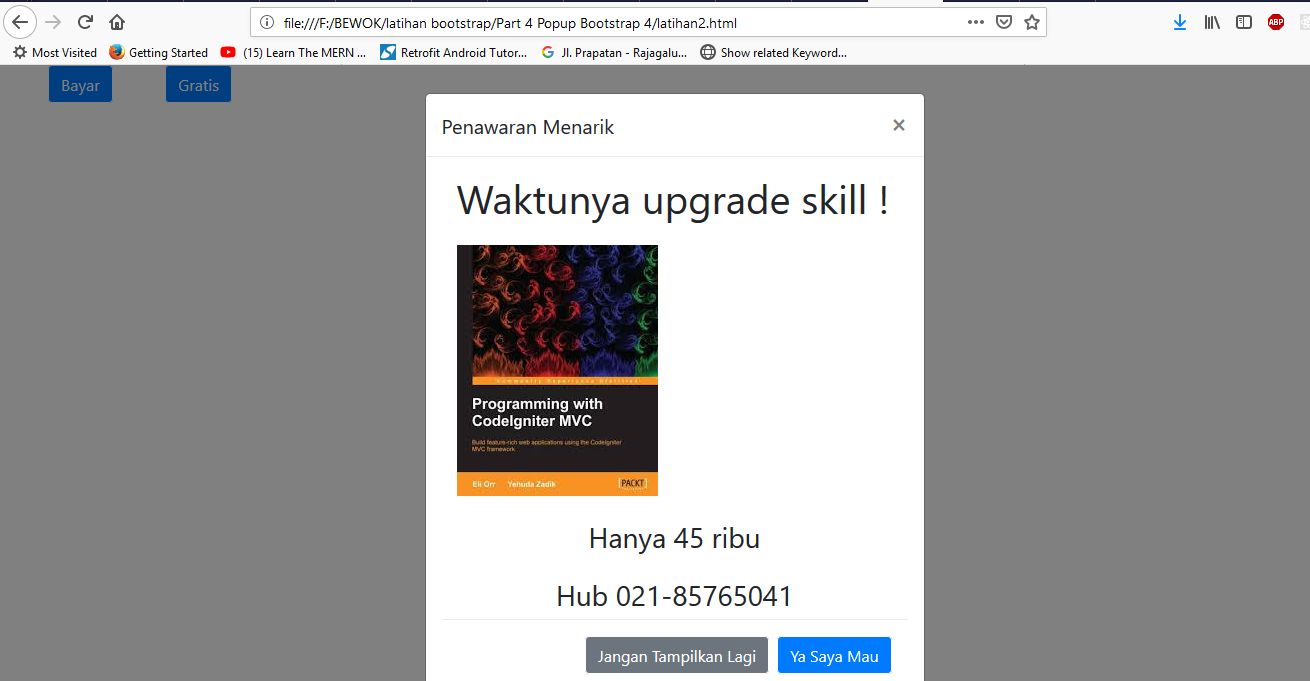 file:///F:/BEWOK/latihan bootstrap/Part 4 Popup Bootstrap 4/latihan2.html
ABP
Most Visited Getting Started (15) Learn The MERN ... Retrofit Android Tutor... Jl. Prapatan - Rajagalu... Show related Keyword...
Bayar Gratis
Penawaran Menarik ×
Waktunya upgrade skill !
Community Experience Distilled
Programming with
CodeIgniter MVC
Build feature-rich web applications using the CodeIgniter
MVC framework
Eli Orr Yehuda Zadik [PACKT]
Hanya 45 ribu
Hub 021-85765041
Jangan Tampilkan Lagi Ya Saya Mau